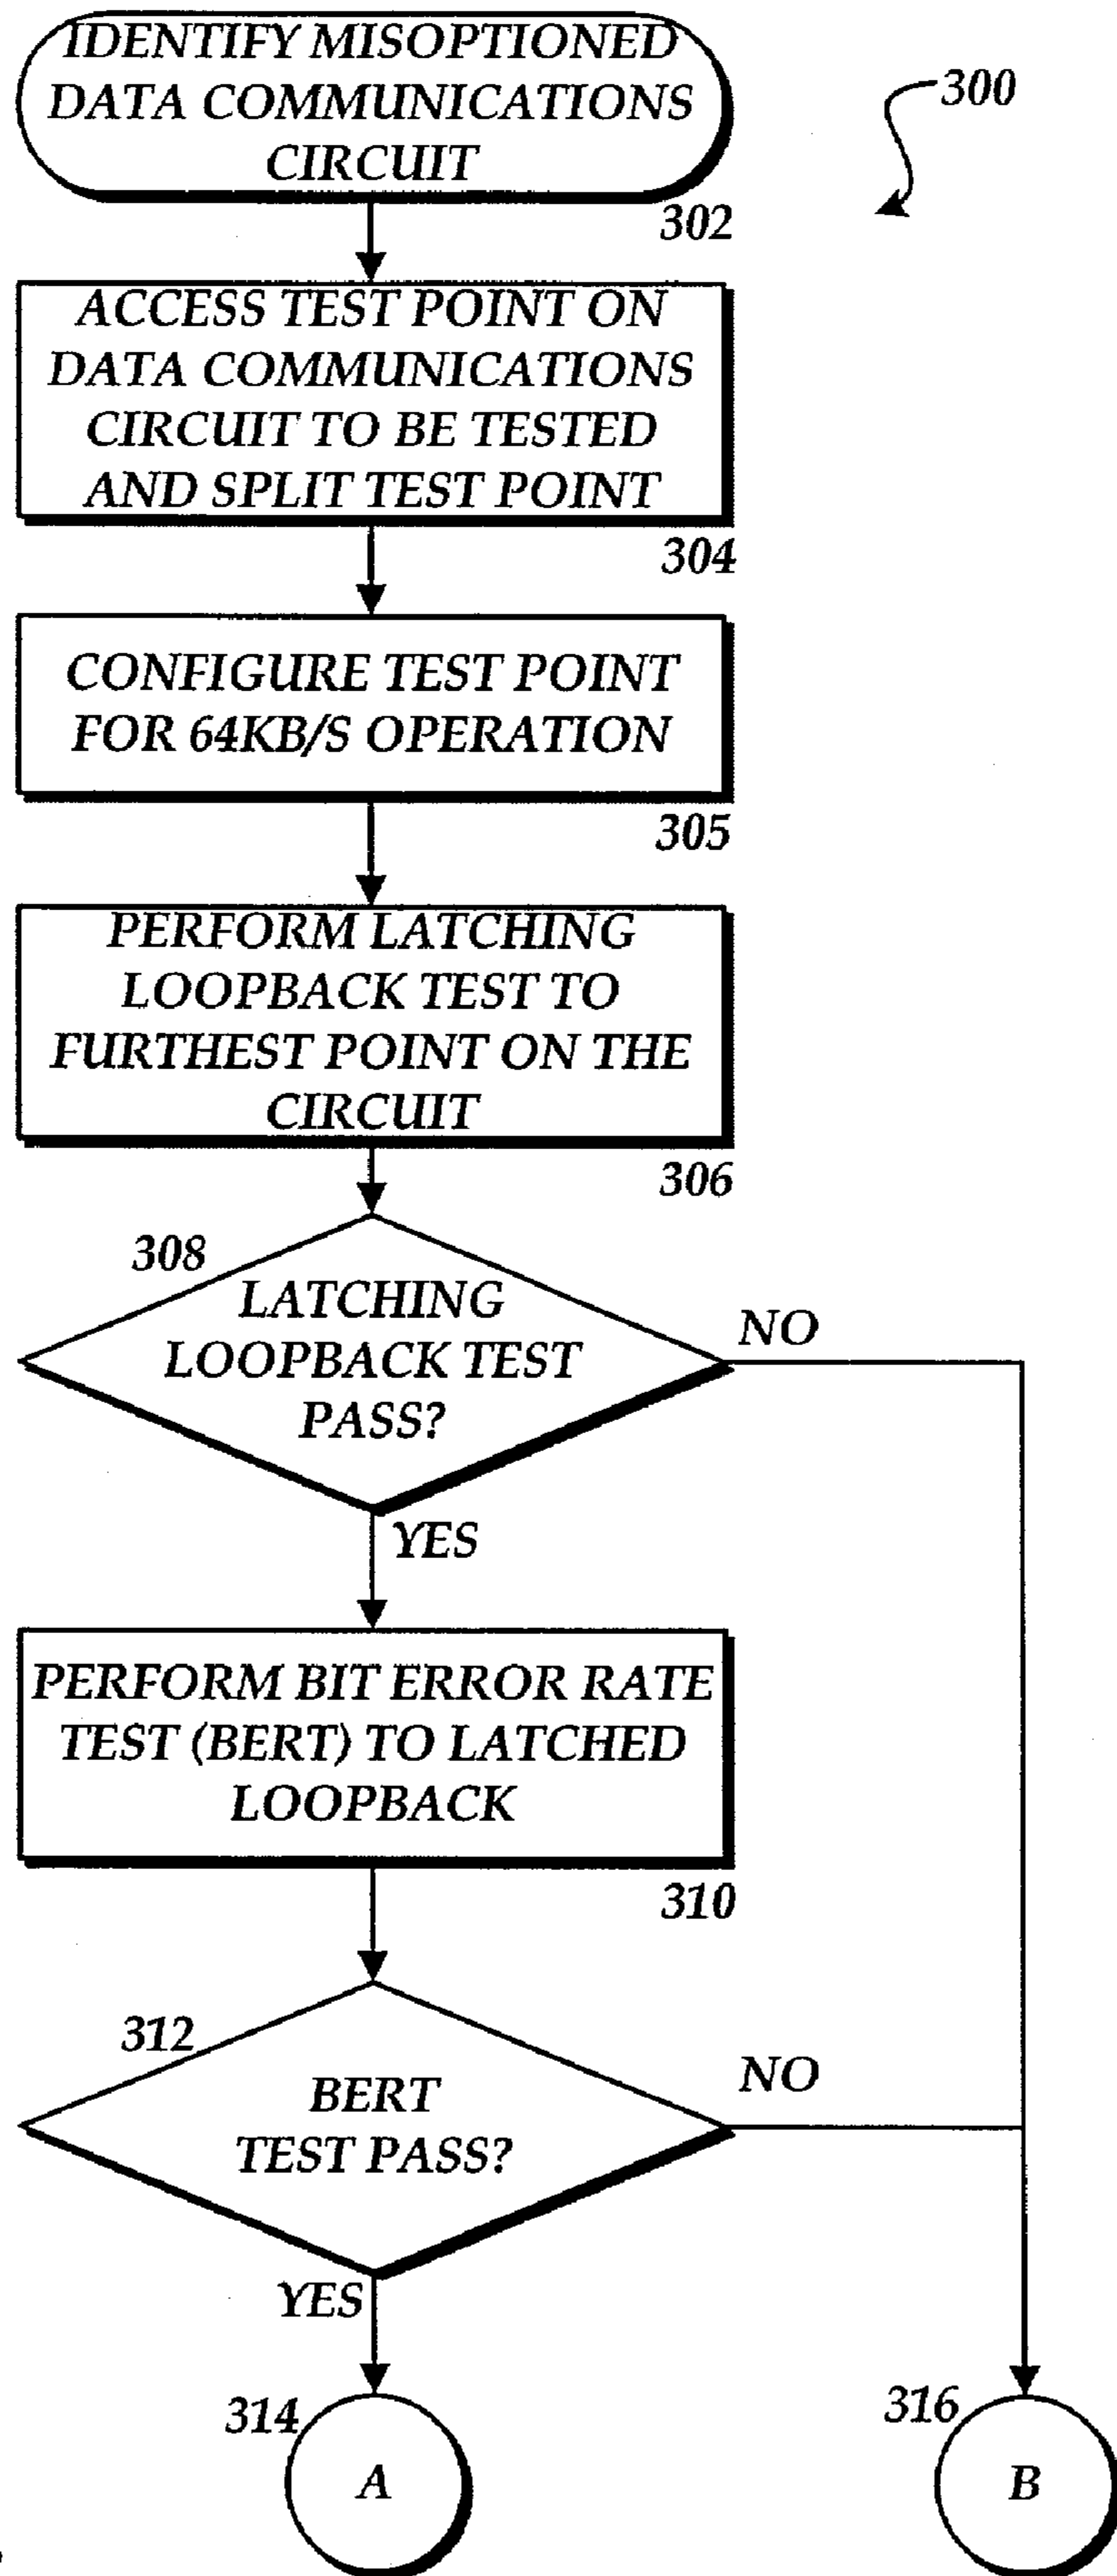 IDENTIFY MISOPTIONED
DATA COMMUNICATIONS
CIRCUIT
300
302
ACCESS TEST POINT ON
DATA COMMUNICATIONS
CIRCUIT TO BE TESTED
AND SPLIT TEST POINT
304
CONFIGURE TEST POINT
FOR 64KB/S OPERATION
305
PERFORM LATCHING
LOOPBACK TEST TO
FURTHEST POINT ON THE
CIRCUIT
306
308
LATCHING
LOOPBACK TEST
PASS?
NO
YES
PERFORM BIT ERROR RATE
TEST (BERT) TO LATCHED
LOOPBACK
310
312
BERT
TEST PASS?
NO
YES
314
A
316
B